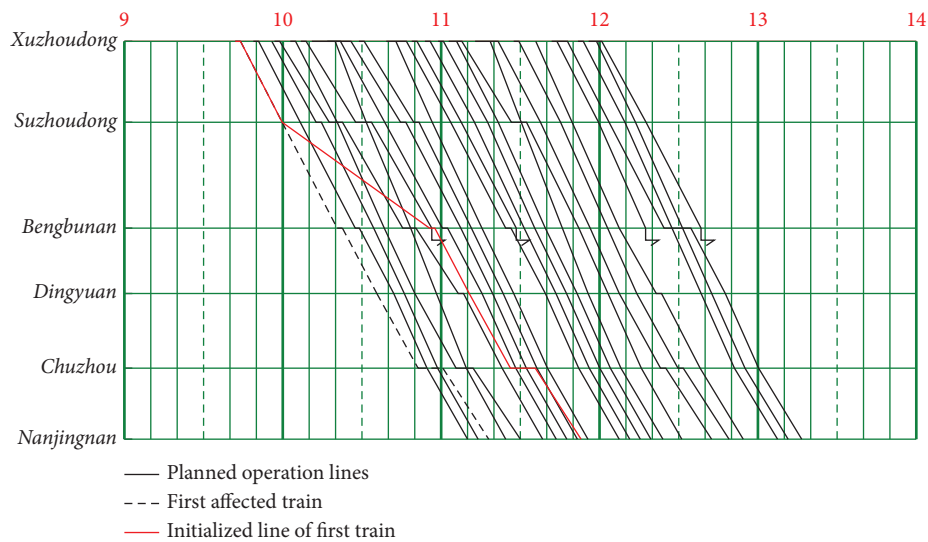 9 10 11 12 13 14
Xuzhoudong
Suzhoudong
Bengbunan
Dingyuan
Chuzhou
Nanjingnan
Planned operation lines
First affected train
Initialized line of first train